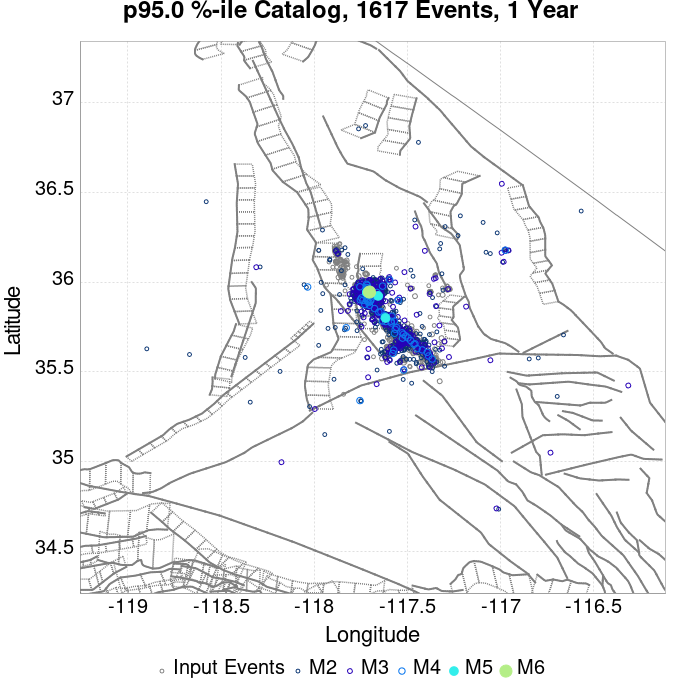 p95.0 %-ile Catalog, 1617 Events, 1 Year
Latitude
37
36.5
36
35.5
35
34.5
-119 -118.5 -118 -117.5 -117 -116.5
Longitude
Input Events M2 M3 M4 M5 M6